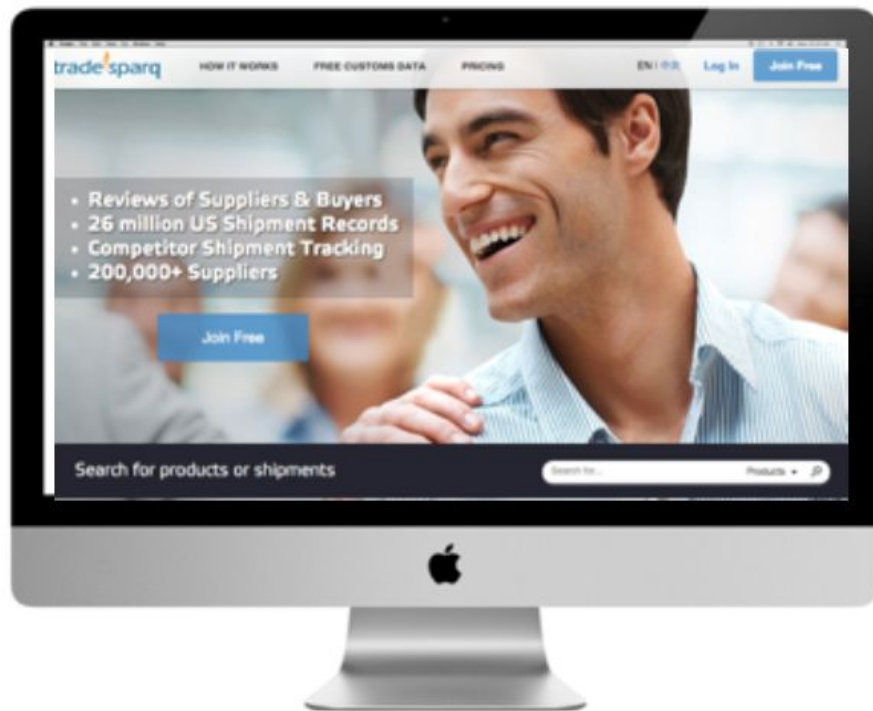 trade sparq
HOW IT WORKS FREE CUSTOMS DATA PRICING EN | 中文 Log In Join Free
• Reviews of Suppliers & Buyers
• 26 million US Shipment Records
• Competitor Shipment Tracking
• 200,000+ Suppliers
Join Free
Search for products or shipments
Search for... Products